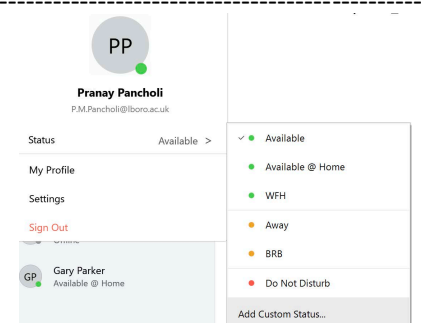 PP
Pranay Pancholi
P.M.Pancholi@lboro.ac.uk
Status Available >
My Profile
Settings
Sign Out
Online
GP
Gary Parker
Available @ Home
Available
Available @ Home
WFH
Away
BRB
Do Not Disturb
Add Custom Status...